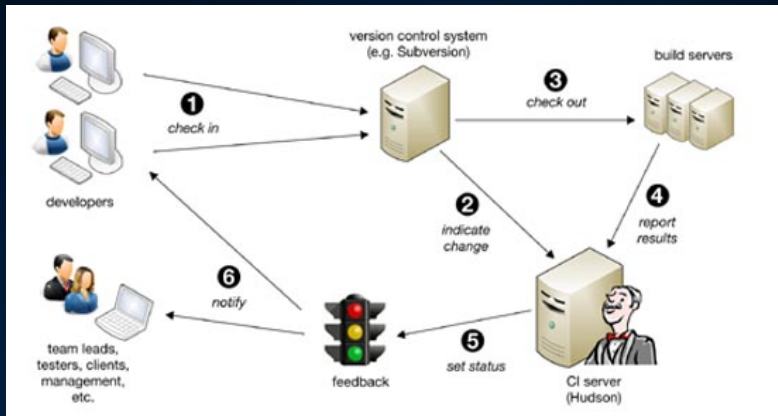 version control system
(e.g. Subversion)
build servers
1
check in
3
check out
developers
2
indicate
change
4
report
results
6
notify
team leads,
testers, clients,
management,
etc.
feedback
5
set status
CI server
(Hudson)